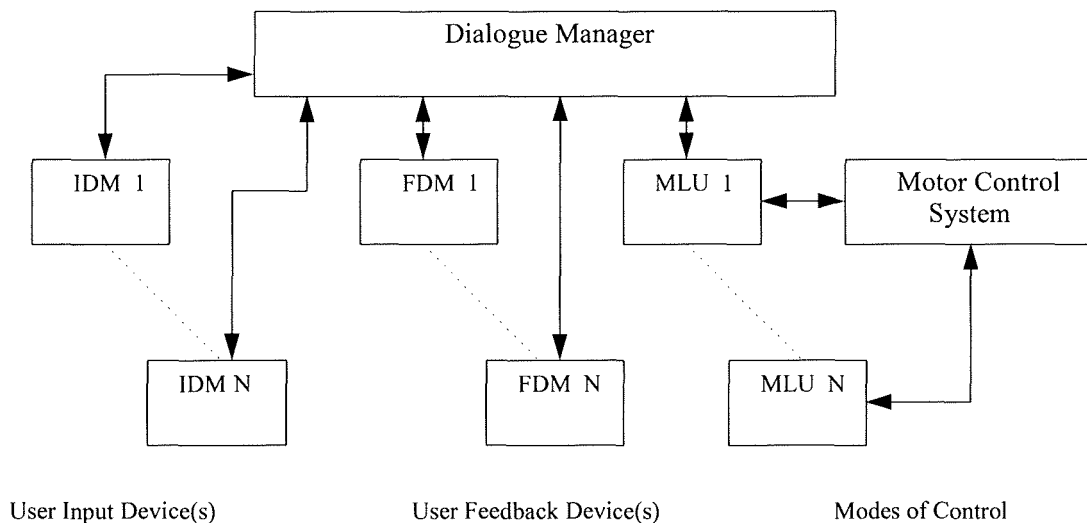 Dialogue Manager
IDM 1
FDM 1
MLU 1
Motor Control
System
IDM N
FDM N
MLU N
User Input Device(s)
User Feedback Device(s)
Modes of Control